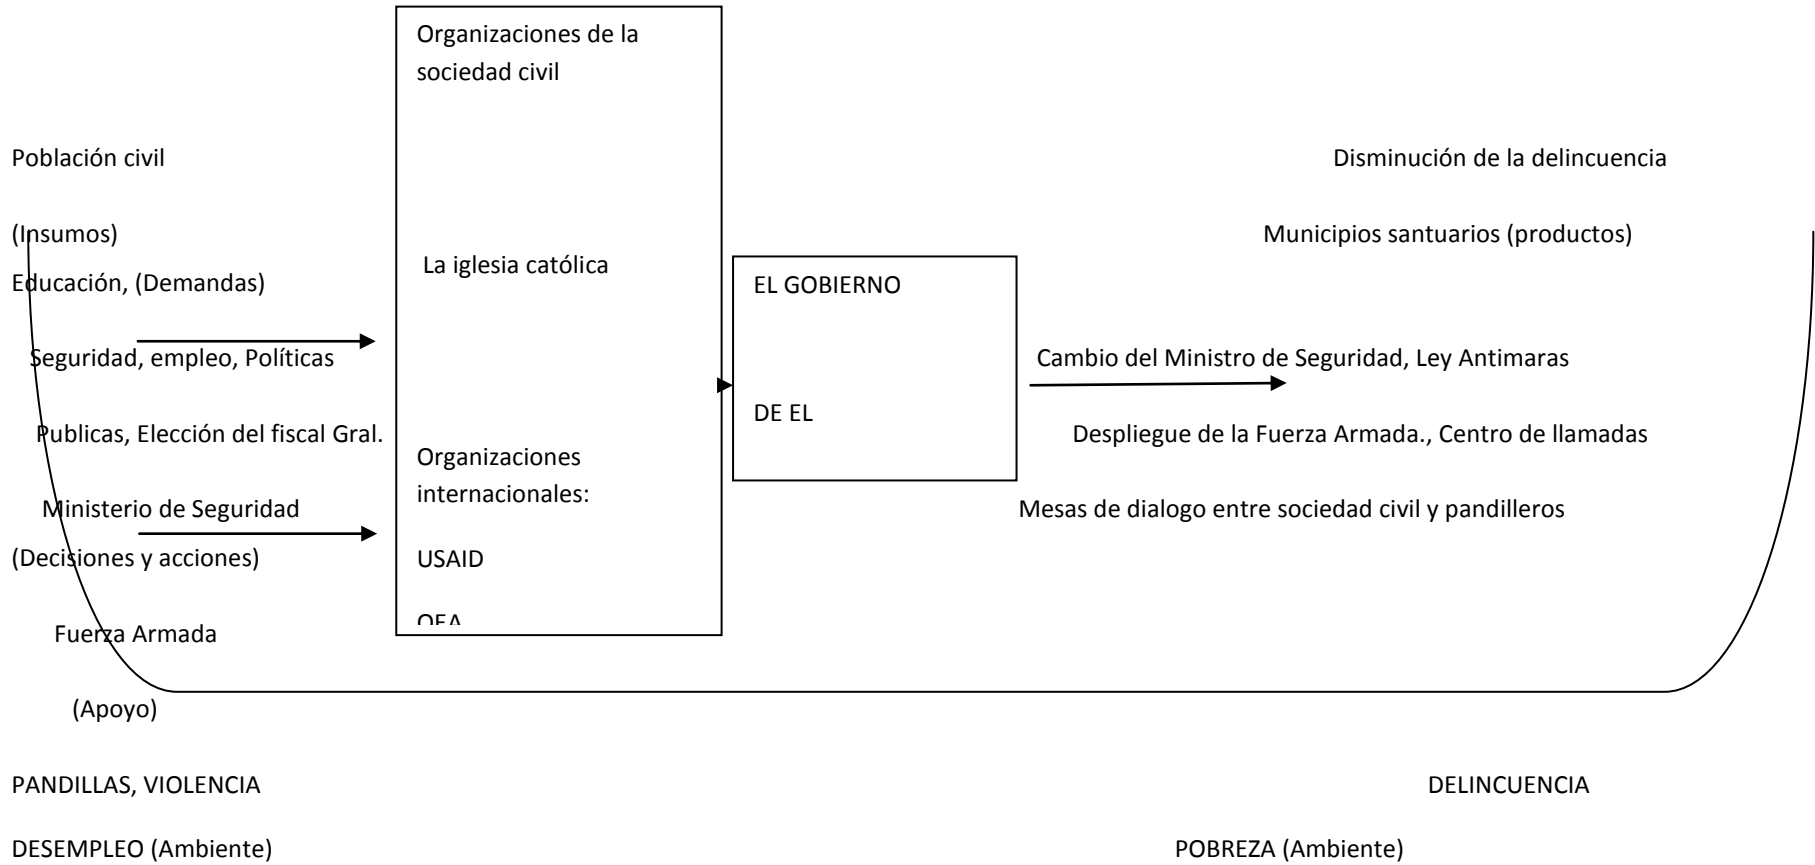 Organizaciones de la
sociedad civil
Población civil
Disminución de la delincuencia
(Insumos)
Municipios santuarios (productos)
La iglesia católica
Educación, (Demandas)
EL GOBIERNO
Seguridad, empleo, Políticas
Cambio del Ministro de Seguridad, Ley Antimaras
DE EL
Publicas, Elección del fiscal Gral.
Despliegue de la Fuerza Armada., Centro de llamadas
Organizaciones
internacionales:
Ministerio de Seguridad
Mesas de dialogo entre sociedad civil y pandilleros
(Decisiones y acciones)
USAID
OEA
Fuerza Armada
(Apoyo)
PANDILLAS, VIOLENCIA
DELINCUENCIA
DESEMPLEO (Ambiente)
POBREZA (Ambiente)